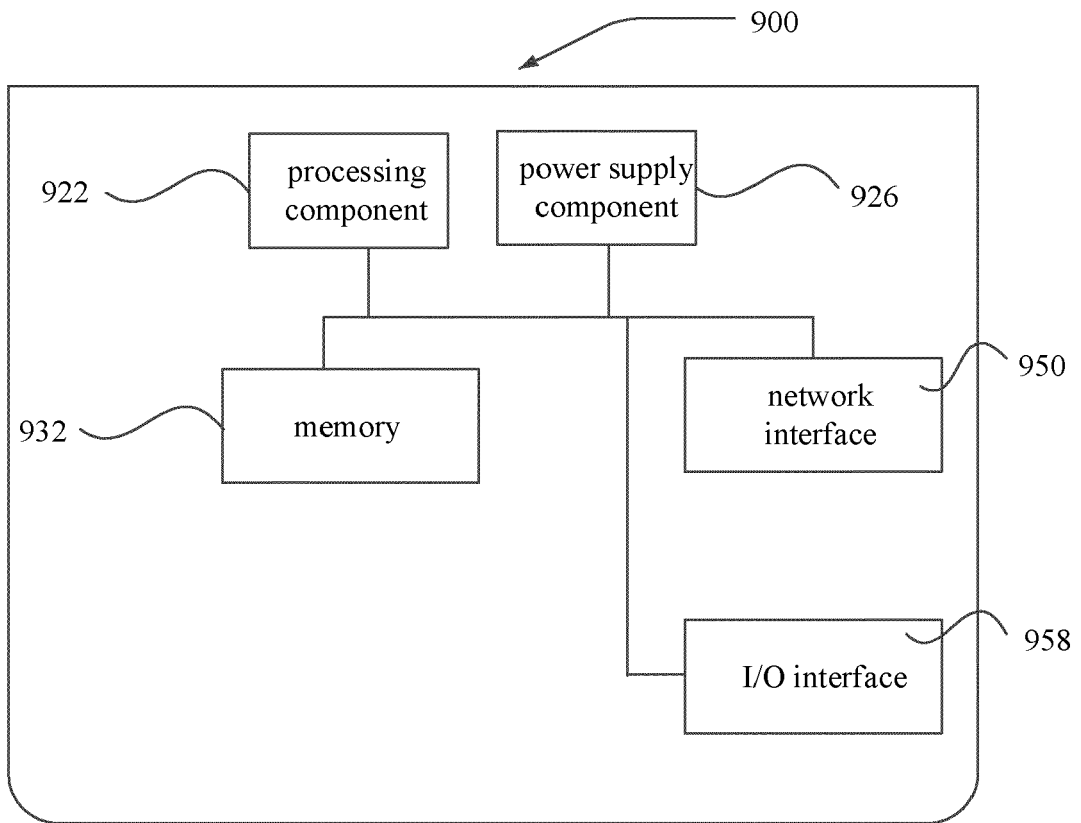 900
processing
component
power supply
component
922
926
memory
932
network
interface
950
I/O interface
958